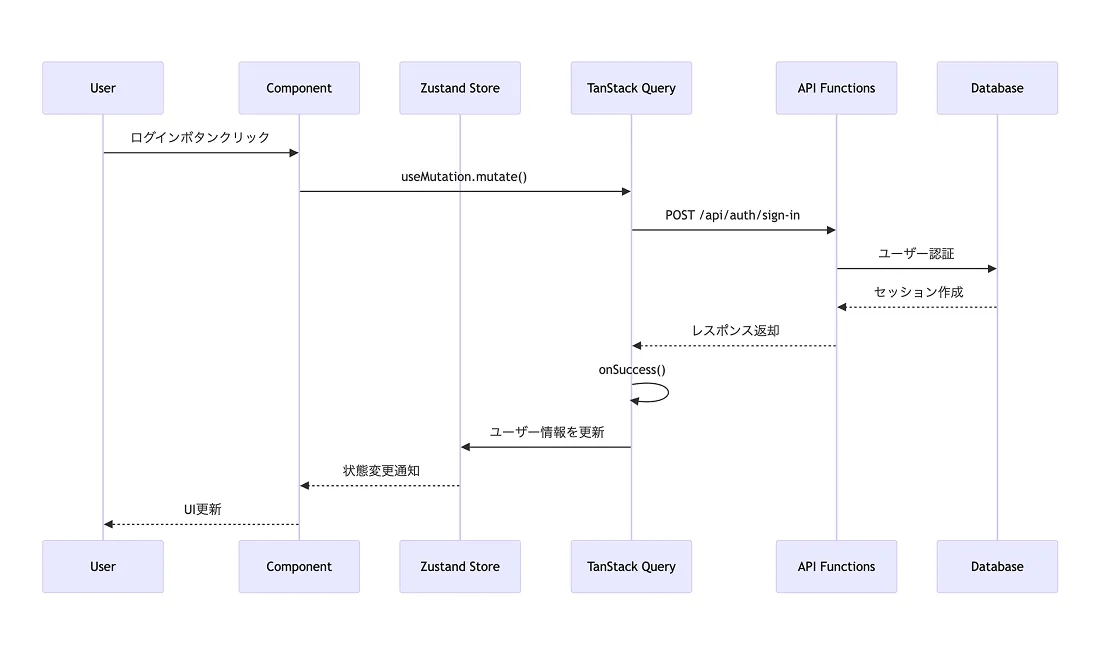 User
Component
Zustand Store
TanStack Query
API Functions
Database
ログインボタンクリック
useMutation.mutate()
POST /api/auth/sign-in
ユーザー認証
セッション作成
レスポンス返却
onSuccess()
ユーザー情報を更新
状態変更通知
UI更新
User
Component
Zustand Store
TanStack Query
API Functions
Database